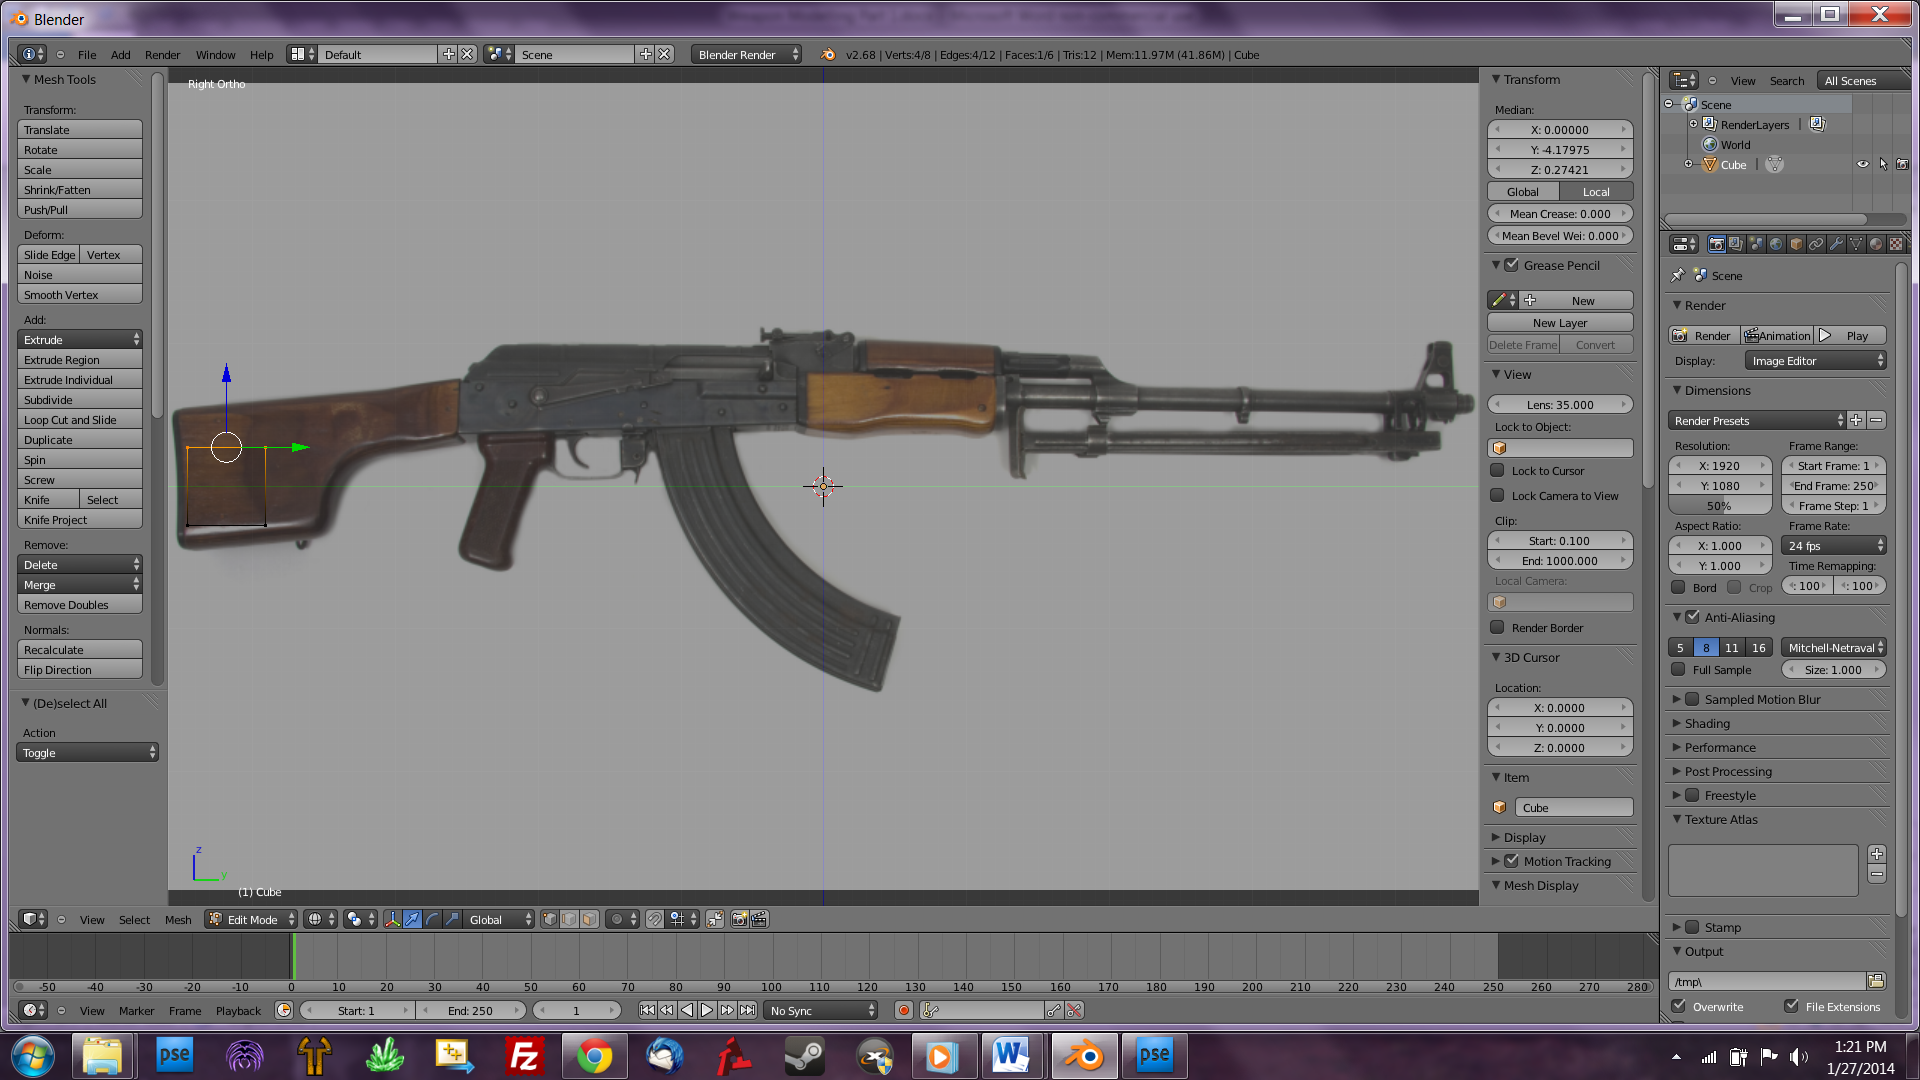 Blender
File Add Render Window Help Default Scene Blender Render v2.68 | Verts:4/8 | Edges:4/12 | Faces:1/6 | Tris:12 | Mem:11.97M (41.86M) | Cube
Mesh Tools
Transform:
Translate
Rotate
Scale
Shrink/Fatten
Push/Pull
Deform:
Slide Edge Vertex
Noise
Smooth Vertex
Add:
Extrude
Extrude Region
Extrude Individual
Subdivide
Loop Cut and Slide
Duplicate
Spin
Screw
Knife Select
Knife Project
Remove:
Delete
Merge
Remove Doubles
Normals:
Recalculate
Flip Direction
(De)select All
Action
Toggle
Right Ortho
z
y
(1) Cube
Transform
Median:
X: 0.00000
Y: -4.17975
Z: 0.27421
Global Local
Mean Crease: 0.000
Mean Bevel Wei: 0.000
Grease Pencil
New
New Layer
Delete Frame Convert
View
Lens: 35.000
Lock to Object:
Lock to Cursor
Lock Camera to View
Clip:
Start: 0.100
End: 1000.000
Local Camera:
Render Border
3D Cursor
Location:
X: 0.0000
Y: 0.0000
Z: 0.0000
Item
Cube
Display
Motion Tracking
Mesh Display
View Search All Scenes
Scene
RenderLayers |
World
Cube |
Scene
Render
Render Animation Play
Display: Image Editor
Dimensions
Render Presets
Resolution: Frame Range:
X: 1920 Start Frame: 1
Y: 1080 End Frame: 250
50% Frame Step: 1
Aspect Ratio: Frame Rate:
X: 1.000 24 fps
Y: 1.000 Time Remapping:
Bord Crop : 100 : 100
Anti-Aliasing
5 8 11 16 Mitchell-Netraval
Full Sample Size: 1.000
Sampled Motion Blur
Shading
Performance
Post Processing
Freestyle
Texture Atlas
Stamp
Output
/tmp\
Overwrite File Extensions
View Select Mesh Edit Mode Global
-50 -40 -30 -20 -10 0 10 20 30 40 50 60 70 80 90 100 110 120 130 140 150 160 170 180 190 200 210 220 230 240 250 260 270 280
View Marker Frame Playback Start: 1 End: 250 1 No Sync
pse Fz W pse
1:21 PM
1/27/2014